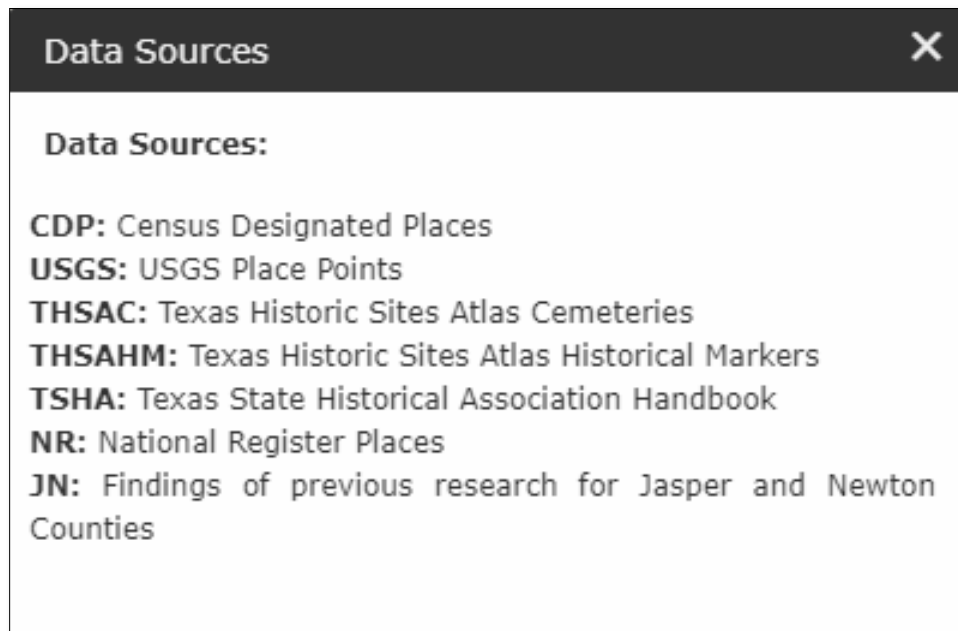 Data Sources
Data Sources:
CDP: Census Designated Places
USGS: USGS Place Points
THSAC: Texas Historic Sites Atlas Cemeteries
THSAHM: Texas Historic Sites Atlas Historical Markers
TSHA: Texas State Historical Association Handbook
NR: National Register Places
JN: Findings of previous research for Jasper and Newton
Counties